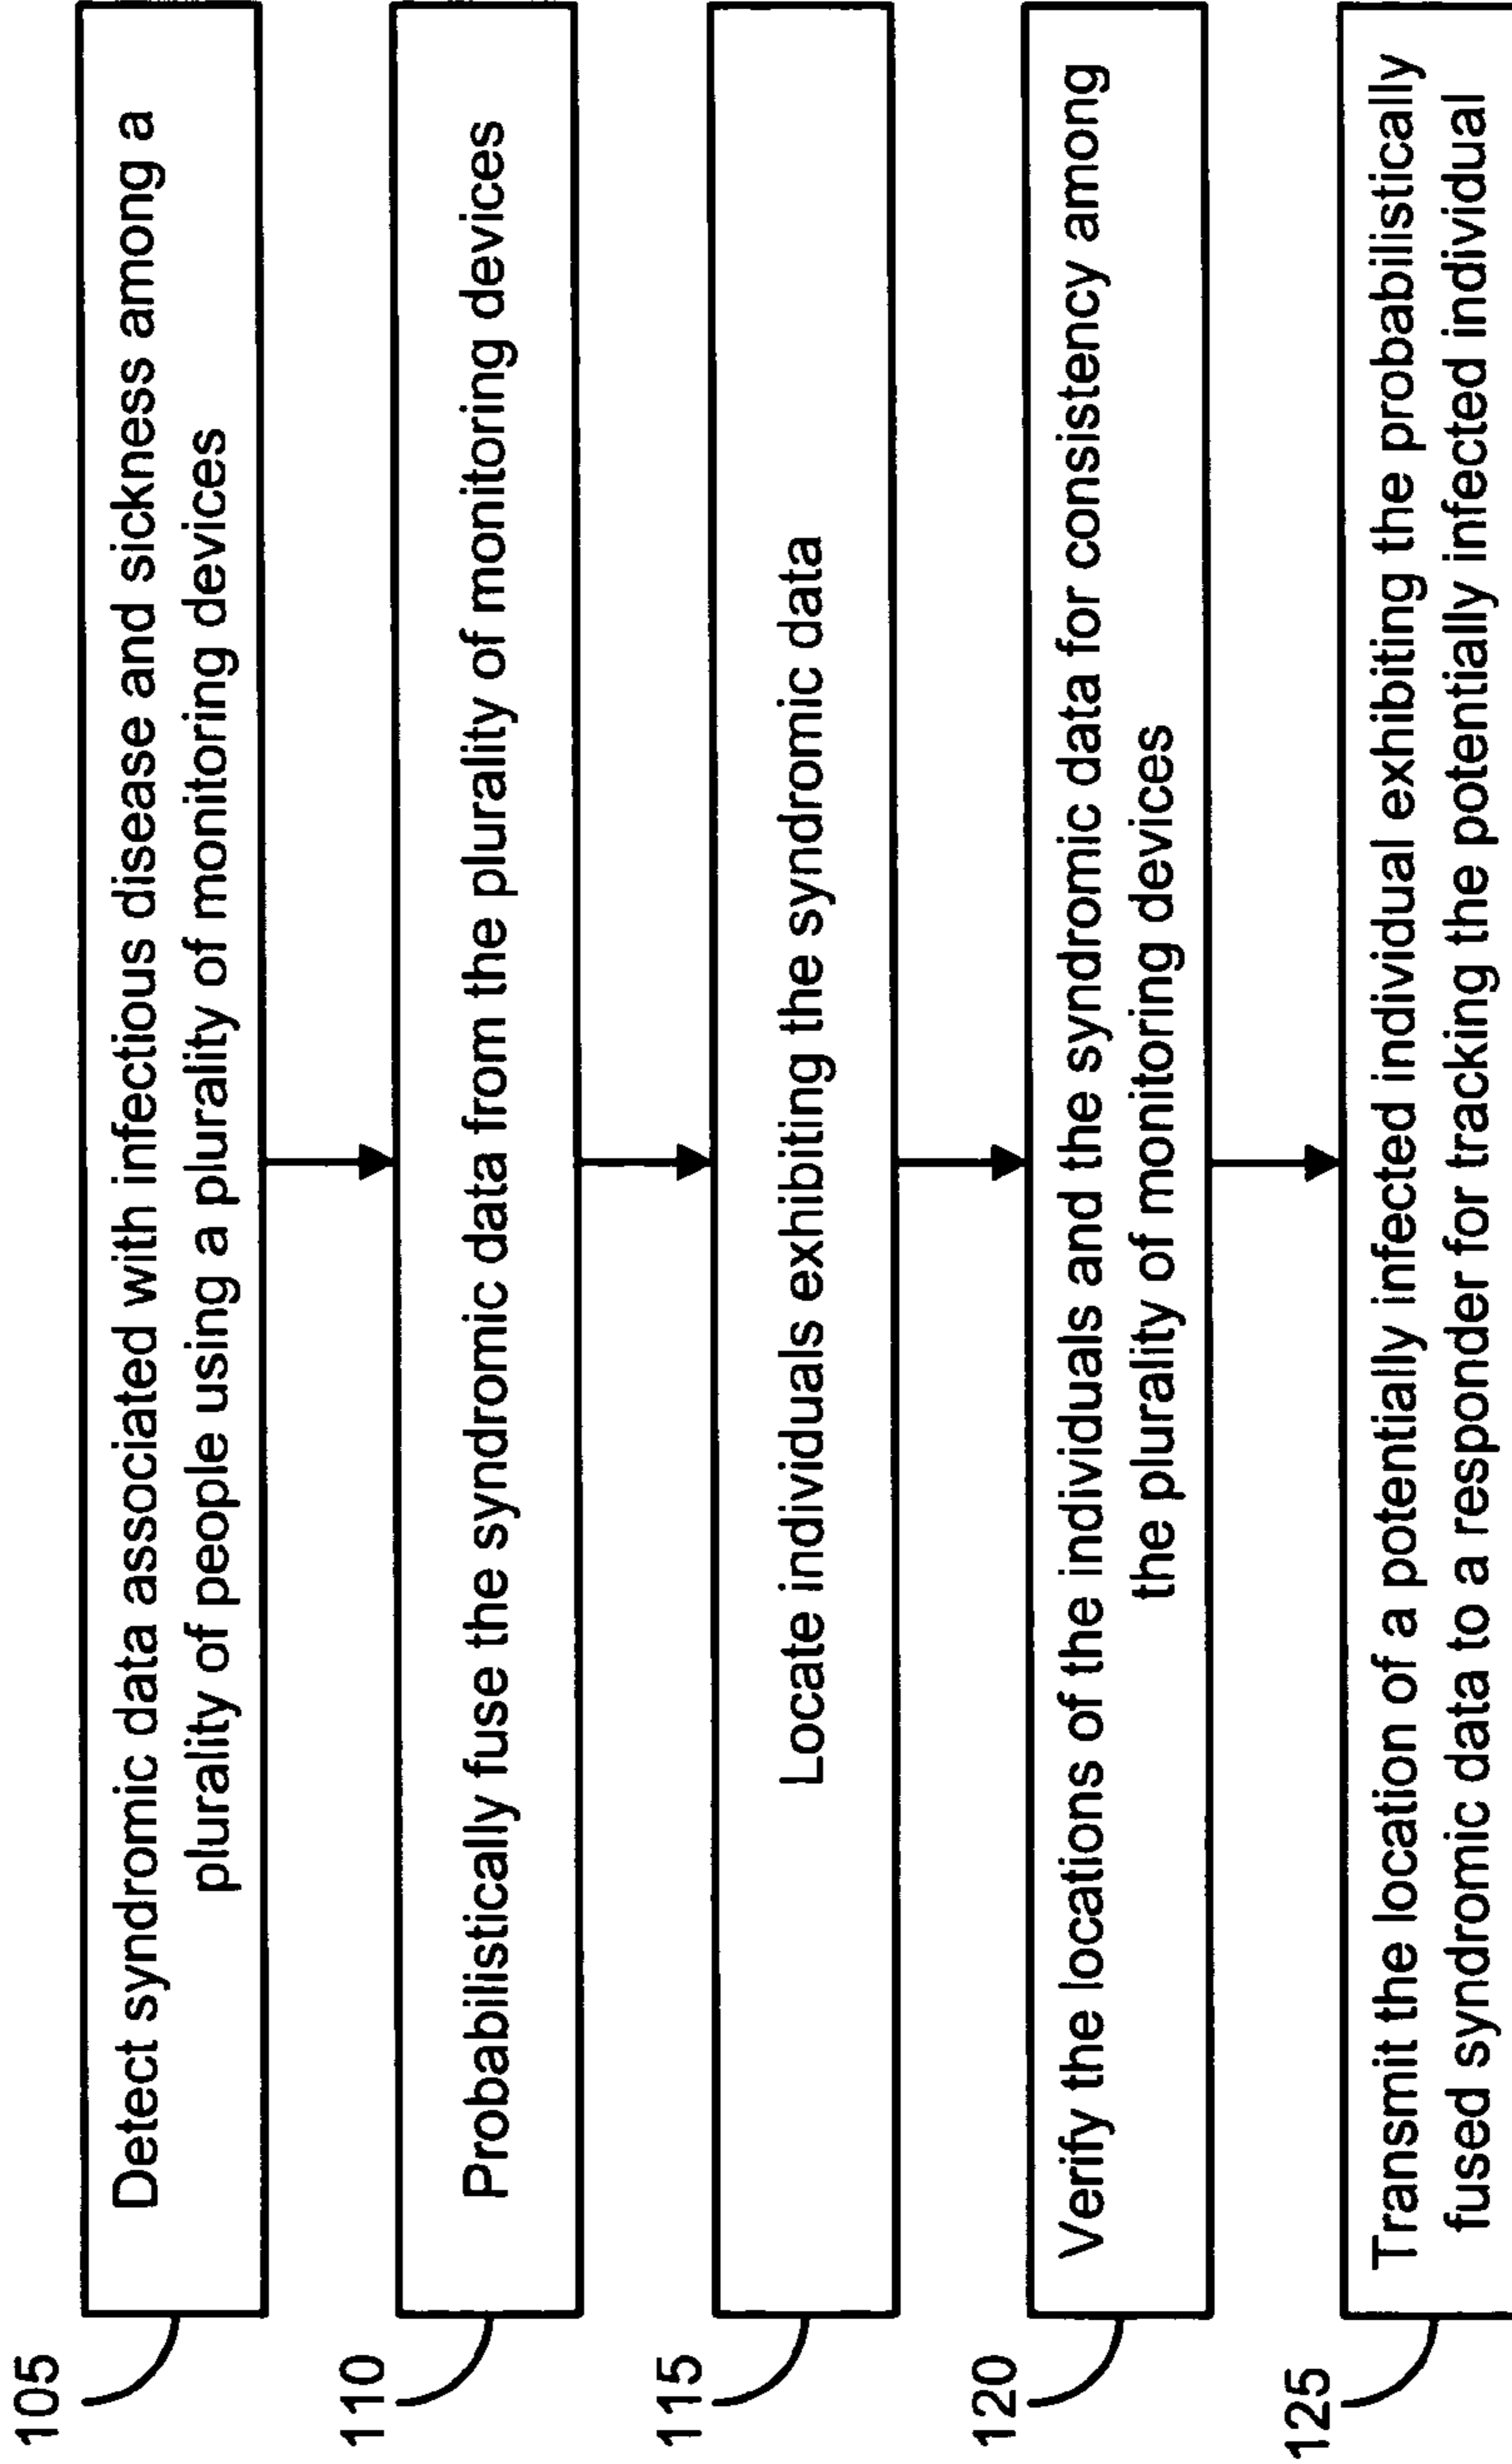 105
Detect syndromic data associated with infectious disease and sickness among a
plurality of people using a plurality of monitoring devices
110
Probabilistically fuse the syndromic data from the plurality of monitoring devices
115
Locate individuals exhibiting the syndromic data
120
Verify the locations of the individuals and the syndromic data for consistency among
the plurality of monitoring devices
125
Transmit the location of a potentially infected individual exhibiting the probabilistically
fused syndromic data to a responder for tracking the potentially infected individual